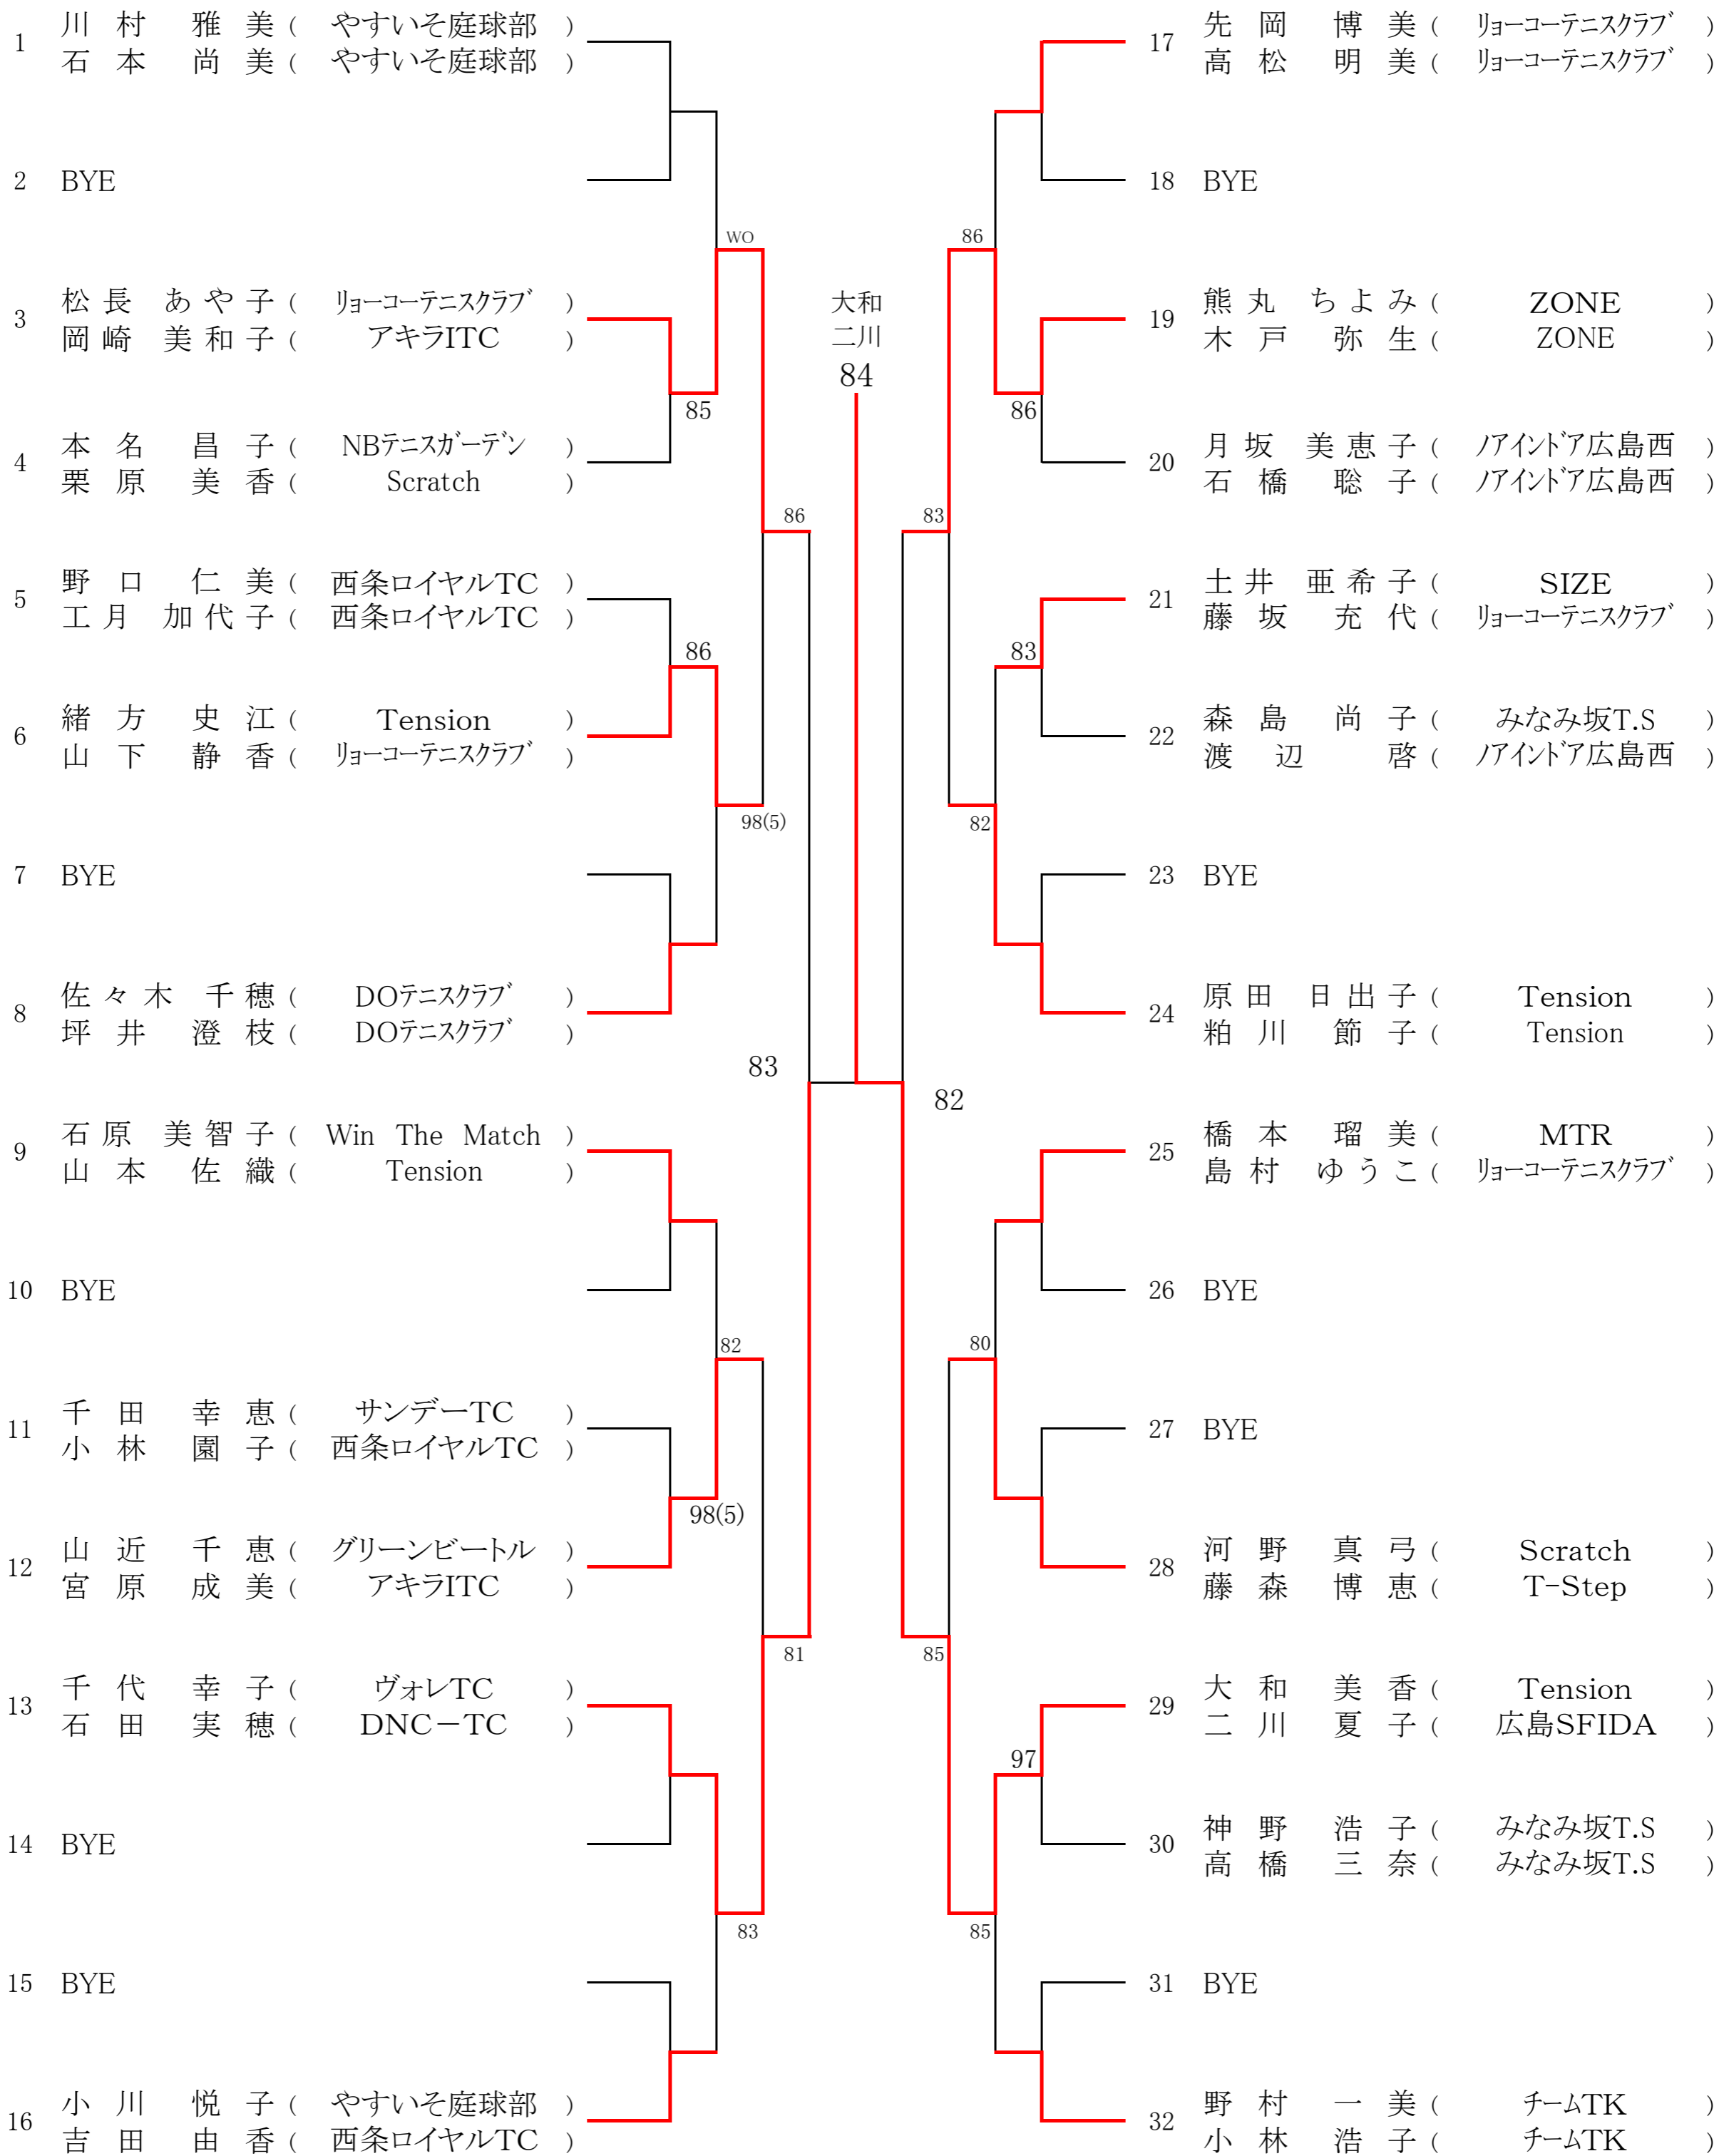 1 川村 雅美 ( やすいそ庭球部 )
石本 尚美 ( やすいそ庭球部 )
2 BYE
WO
3 松長 あや子 ( リョーコーテニスクラブ )
岡崎 美和子 ( アキラITC )
85
4 本名 昌子 ( NBテニスガーデン )
栗原 美香 ( Scratch )
86
5 野口 仁美 ( 西条ロイヤルTC )
工月 加代子 ( 西条ロイヤルTC )
86
6 緒方 史江 ( Tension )
山下 静香 ( リョーコーテニスクラブ )
98(5)
7 BYE
8 佐々木 千穂 ( DOテニスクラブ )
坪井 澄枝 ( DOテニスクラブ )
83
9 石原 美智子 ( Win The Match )
山本 佐織 ( Tension )
10 BYE
82
11 千田 幸恵 ( サンデーTC )
小林 園子 ( 西条ロイヤルTC )
98(5)
12 山近 千恵 ( グリーンビートル )
宮原 成美 ( アキラITC )
81
13 千代 幸子 ( ヴォレTC )
石田 実穂 ( DNC－TC )
14 BYE
83
15 BYE
16 小川 悦子 ( やすいそ庭球部 )
吉田 由香 ( 西条ロイヤルTC )
大和
二川
84
17 先岡 博美 ( リョーコーテニスクラブ )
高松 明美 ( リョーコーテニスクラブ )
18 BYE
86
19 熊丸 ちよみ ( ZONE )
木戸 弥生 ( ZONE )
86
20 月坂 美恵子 ( ノアインドア広島西 )
石橋 聡子 ( ノアインドア広島西 )
83
21 土井 亜希子 ( SIZE )
藤坂 充代 ( リョーコーテニスクラブ )
83
22 森島 尚子 ( みなみ坂T.S )
渡辺 啓 ( ノアインドア広島西 )
82
23 BYE
24 原田 日出子 ( Tension )
粕川 節子 ( Tension )
82
25 橋本 瑠美 ( MTR )
島村 ゆうこ ( リョーコーテニスクラブ )
26 BYE
80
27 BYE
28 河野 真弓 ( Scratch )
藤森 博恵 ( T-Step )
85
29 大和 美香 ( Tension )
二川 夏子 ( 広島SFIDA )
97
30 神野 浩子 ( みなみ坂T.S )
高橋 三奈 ( みなみ坂T.S )
85
31 BYE
32 野村 一美 ( チームTK )
小林 浩子 ( チームTK )